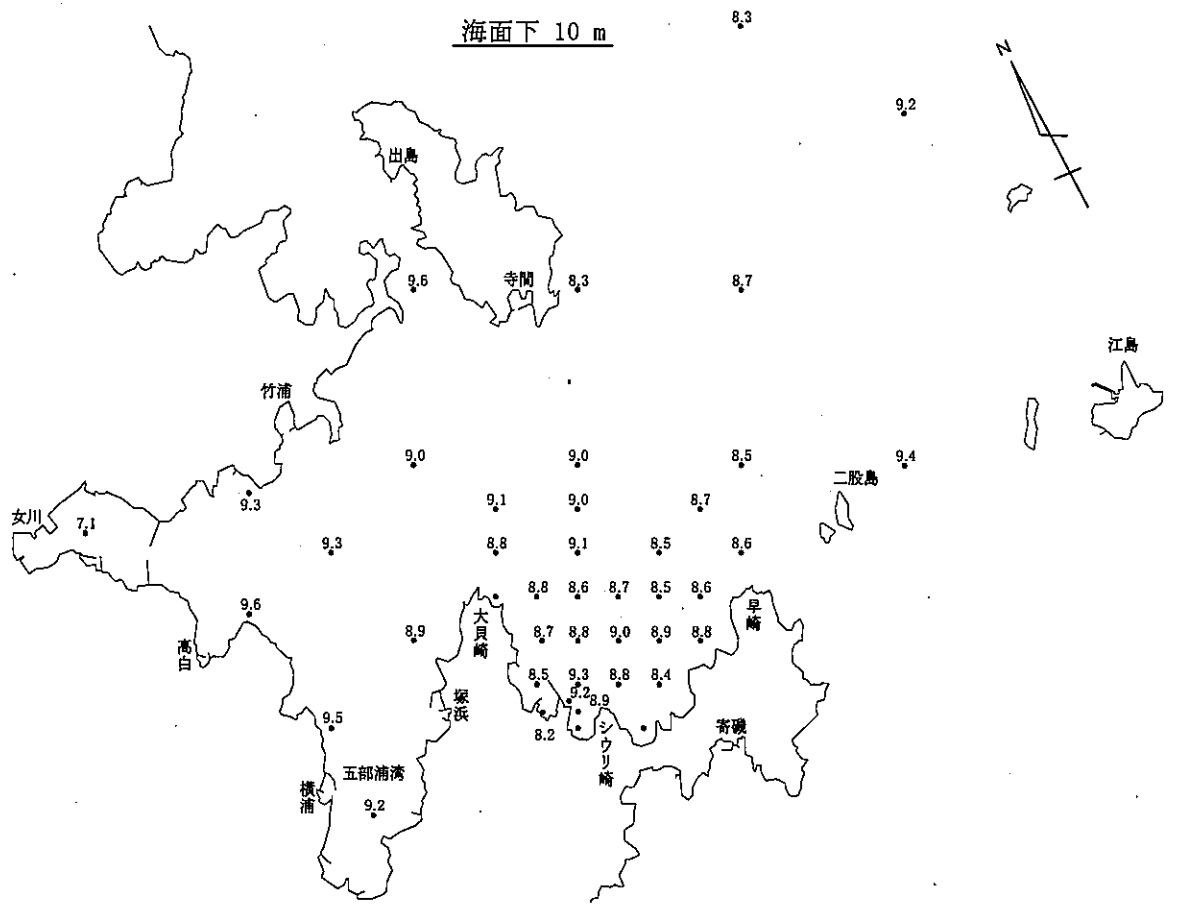 海面下 10 m
8.3
N
9.2
出島
9.6
寺間
8.3
8.7
江島
竹浦
9.0
9.0
8.5
9.4
二股島
9.3
9.1
9.0
8.7
女川
7.1
9.3
8.8
9.1
8.5
8.6
8.8
8.6
8.7
8.5
8.6
9.6
大貝崎
早崎
高白
8.9
8.7
8.8
9.0
8.9
8.8
8.5
9.3
8.8
8.4
塚浜
9.2
8.9
9.5
8.2
シウリ崎
寄磯
五部浦湾
横浦
9.2